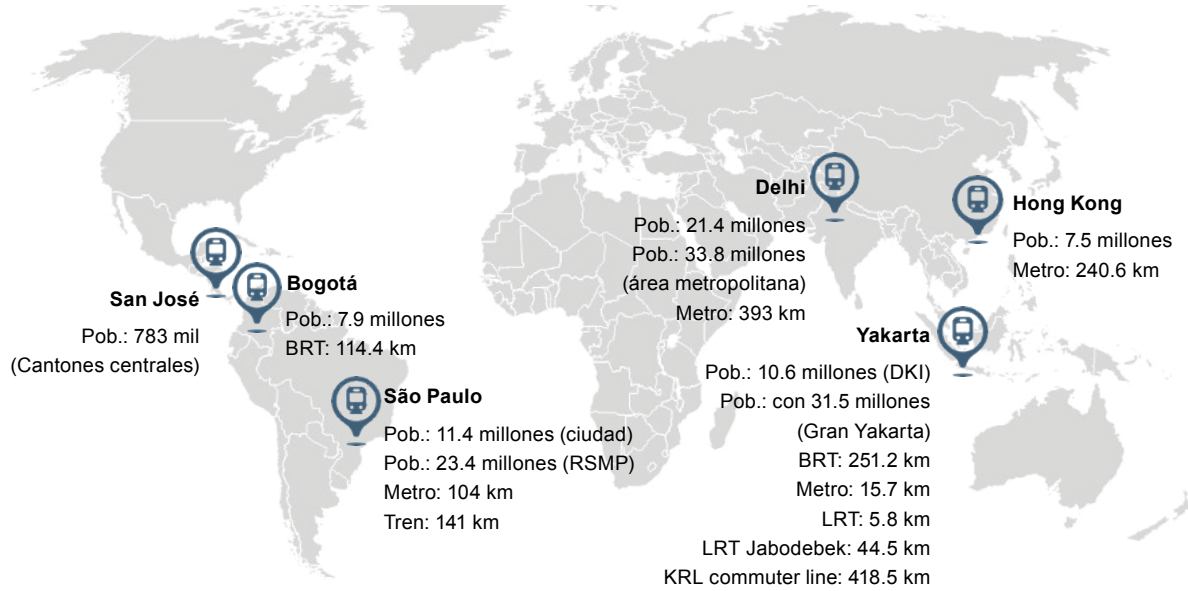 San José
Pob.: 783 mil
(Cantones centrales)
Bogotá
Pob.: 7.9 millones
BRT: 114.4 km
São Paulo
Pob.: 11.4 millones (ciudad)
Pob.: 23.4 millones (RSMP)
Metro: 104 km
Tren: 141 km
Delhi
Pob.: 21.4 millones
Pob.: 33.8 millones
(área metropolitana)
Metro: 393 km
Hong Kong
Pob.: 7.5 millones
Metro: 240.6 km
Yakarta
Pob.: 10.6 millones (DKI)
Pob.: con 31.5 millones
(Gran Yakarta)
BRT: 251.2 km
Metro: 15.7 km
LRT: 5.8 km
LRT Jabodebek: 44.5 km
KRL commuter line: 418.5 km